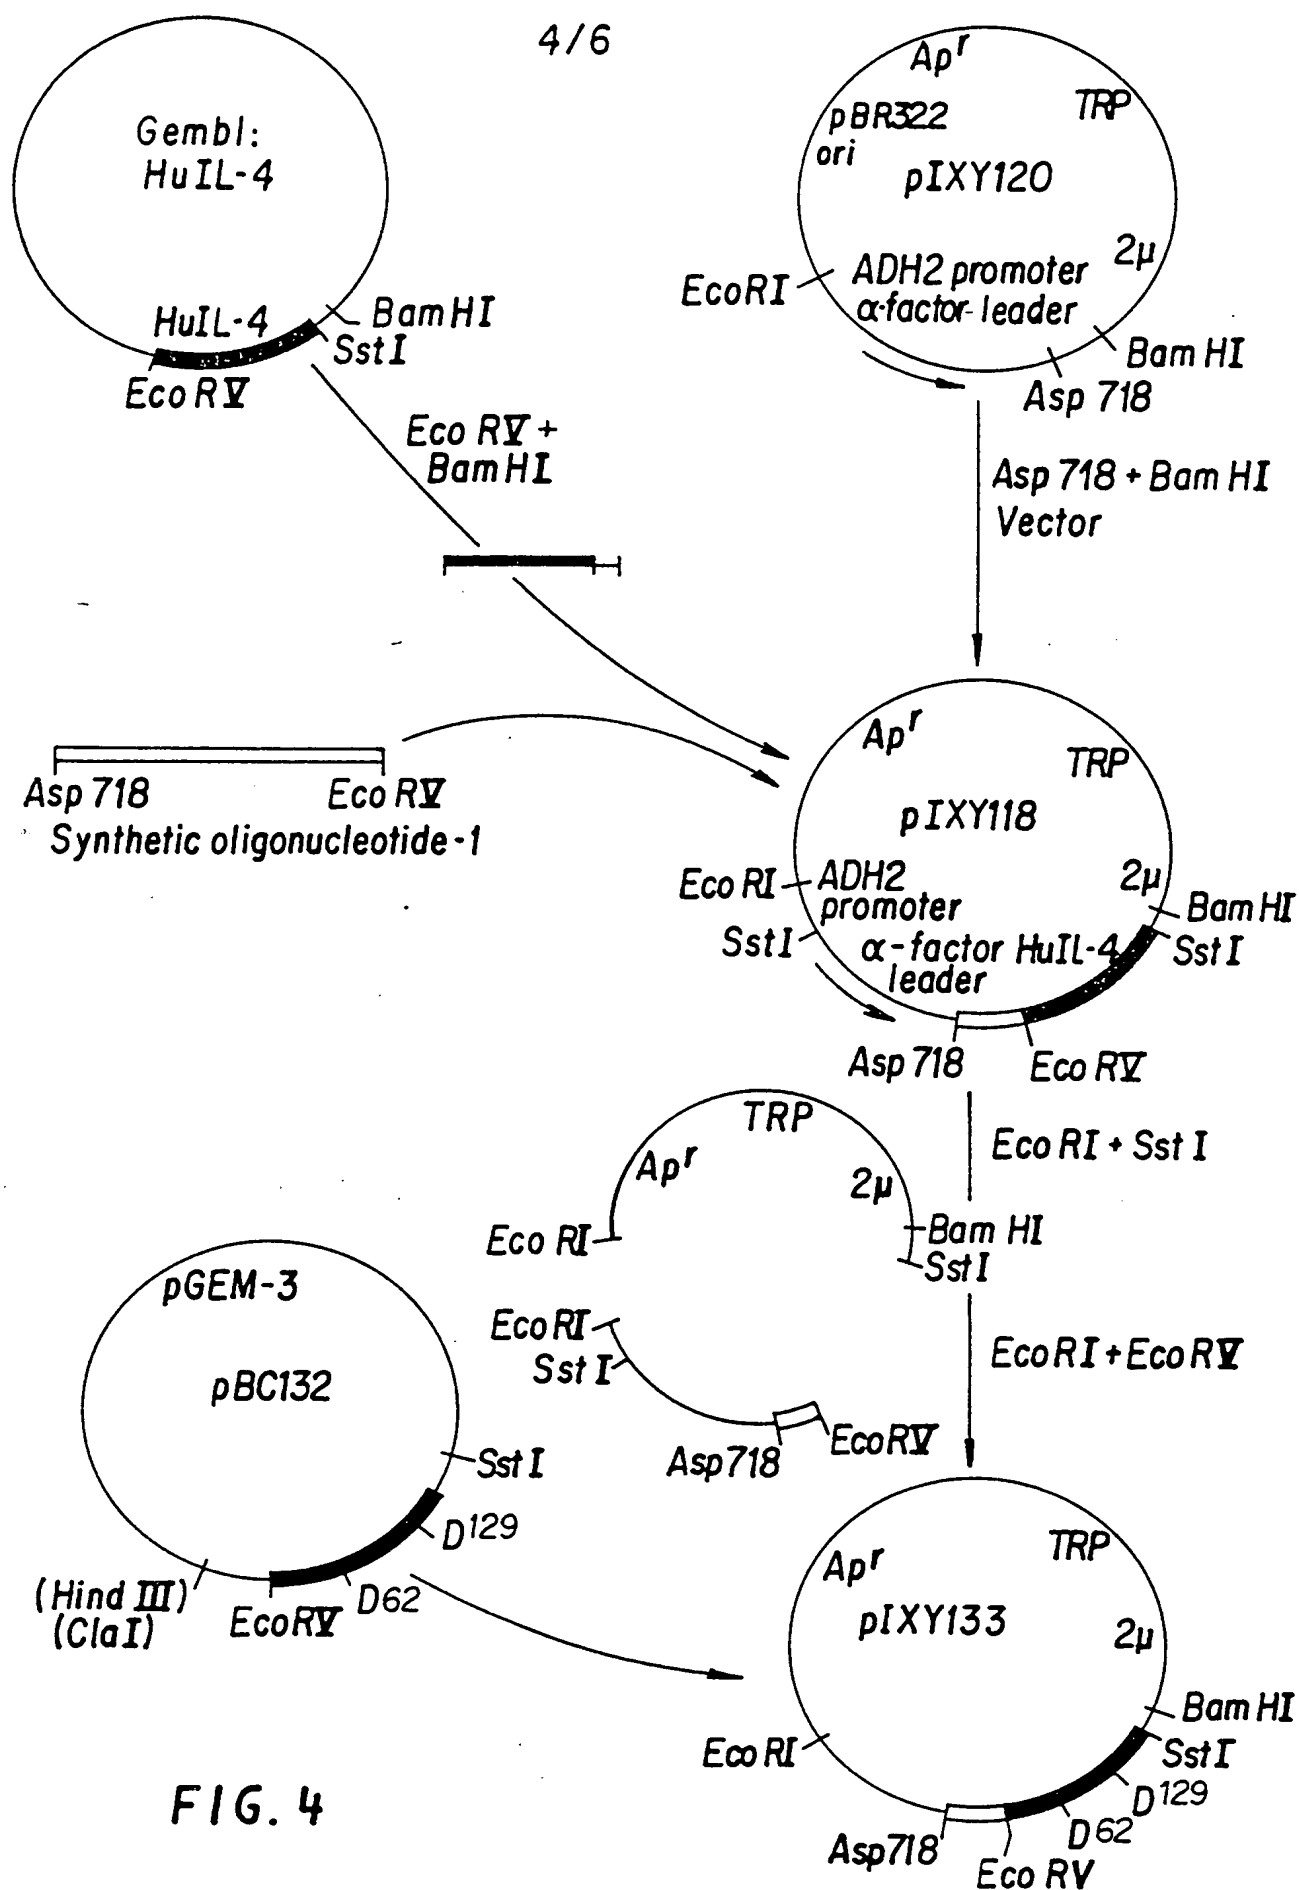 4/6
Gembl:
HuIL-4
HuIL-4
BamHI
SstI
EcoRV
EcoRV +
BamHI
Apr
TRP
pBR322
ori
pIXY120
2μ
EcoRI
ADH2 promoter
α-factor-leader
BamHI
Asp 718
Asp 718 + BamHI
Vector
Asp 718
EcoRV
Synthetic oligonucleotide-1
Apr
TRP
pIXY118
EcoRI
ADH2
promoter
2μ
BamHI
SstI
α-factor HuIL-4
leader
SstI
Asp 718
EcoRV
EcoRI + SstI
TRP
Apr
2μ
EcoRI
BamHI
SstI
EcoRI
SstI
Asp718
EcoRV
EcoRI+EcoRV
pGEM-3
pBC132
SstI
D129
D62
(Hind III)
(ClaI)
EcoRV
Apr
TRP
pIXY133
2μ
BamHI
SstI
EcoRI
D129
D62
Asp718
EcoRV
FIG. 4